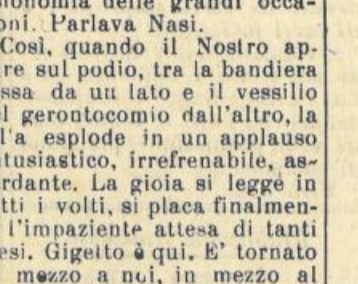 sionomia delle grandi occa-
oni. Parlava Nasi.
Così, quando il Nostro ap-
re sul podio, tra la bandiera
ssa da un lato e il vessillo
l gerontocomio dall'altro, la
l'a esplode in un applauso
tusiastico, irrefrenabile, as-
rdante. La gioia si legge in
tti i volti, si placa finalmen-
l'impaziente attesa di tanti
esi. Gigetto è qui. E' tornato
mezzo a noi, in mezzo al